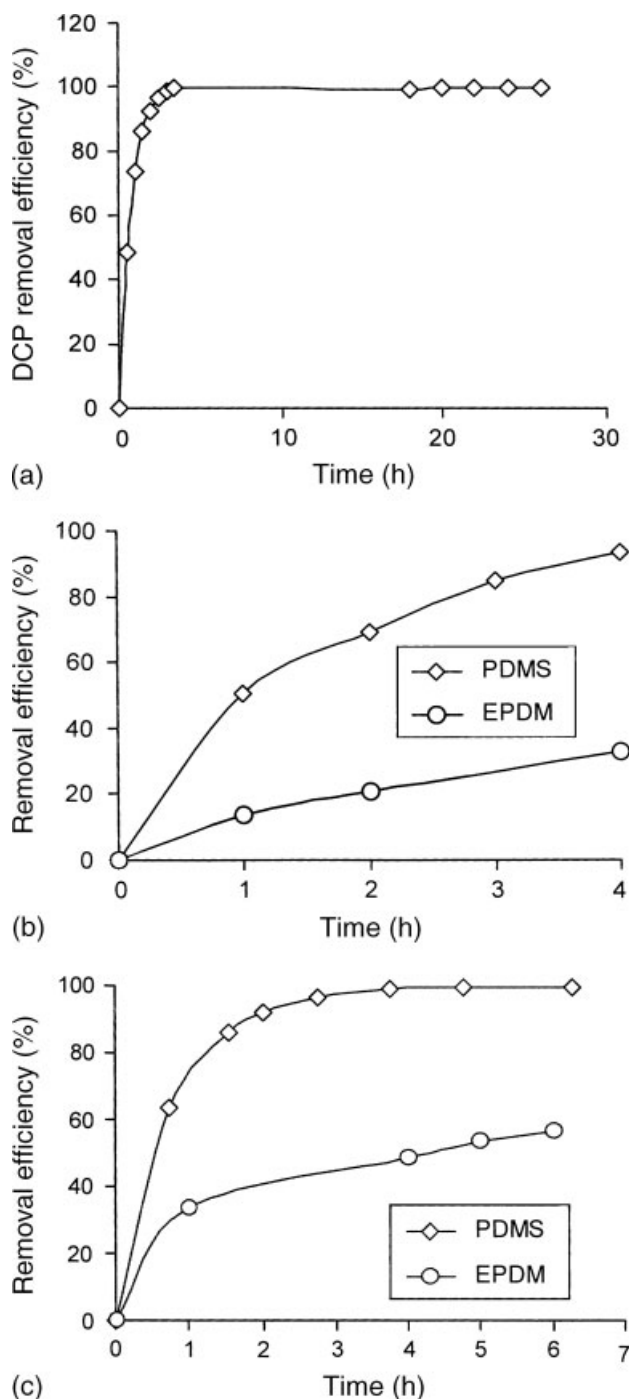 DCP removal efficiency (%)
120
100
80
60
40
20
0
0 10 20 30
Time (h)
(a)
Removal efficiency (%)
100
80
60
40
20
0
PDMS
EPDM
0 1 2 3 4
Time (h)
(b)
Removal efficiency (%)
100
80
60
40
20
0
PDMS
EPDM
0 1 2 3 4 5 6 7
Time (h)
(c)